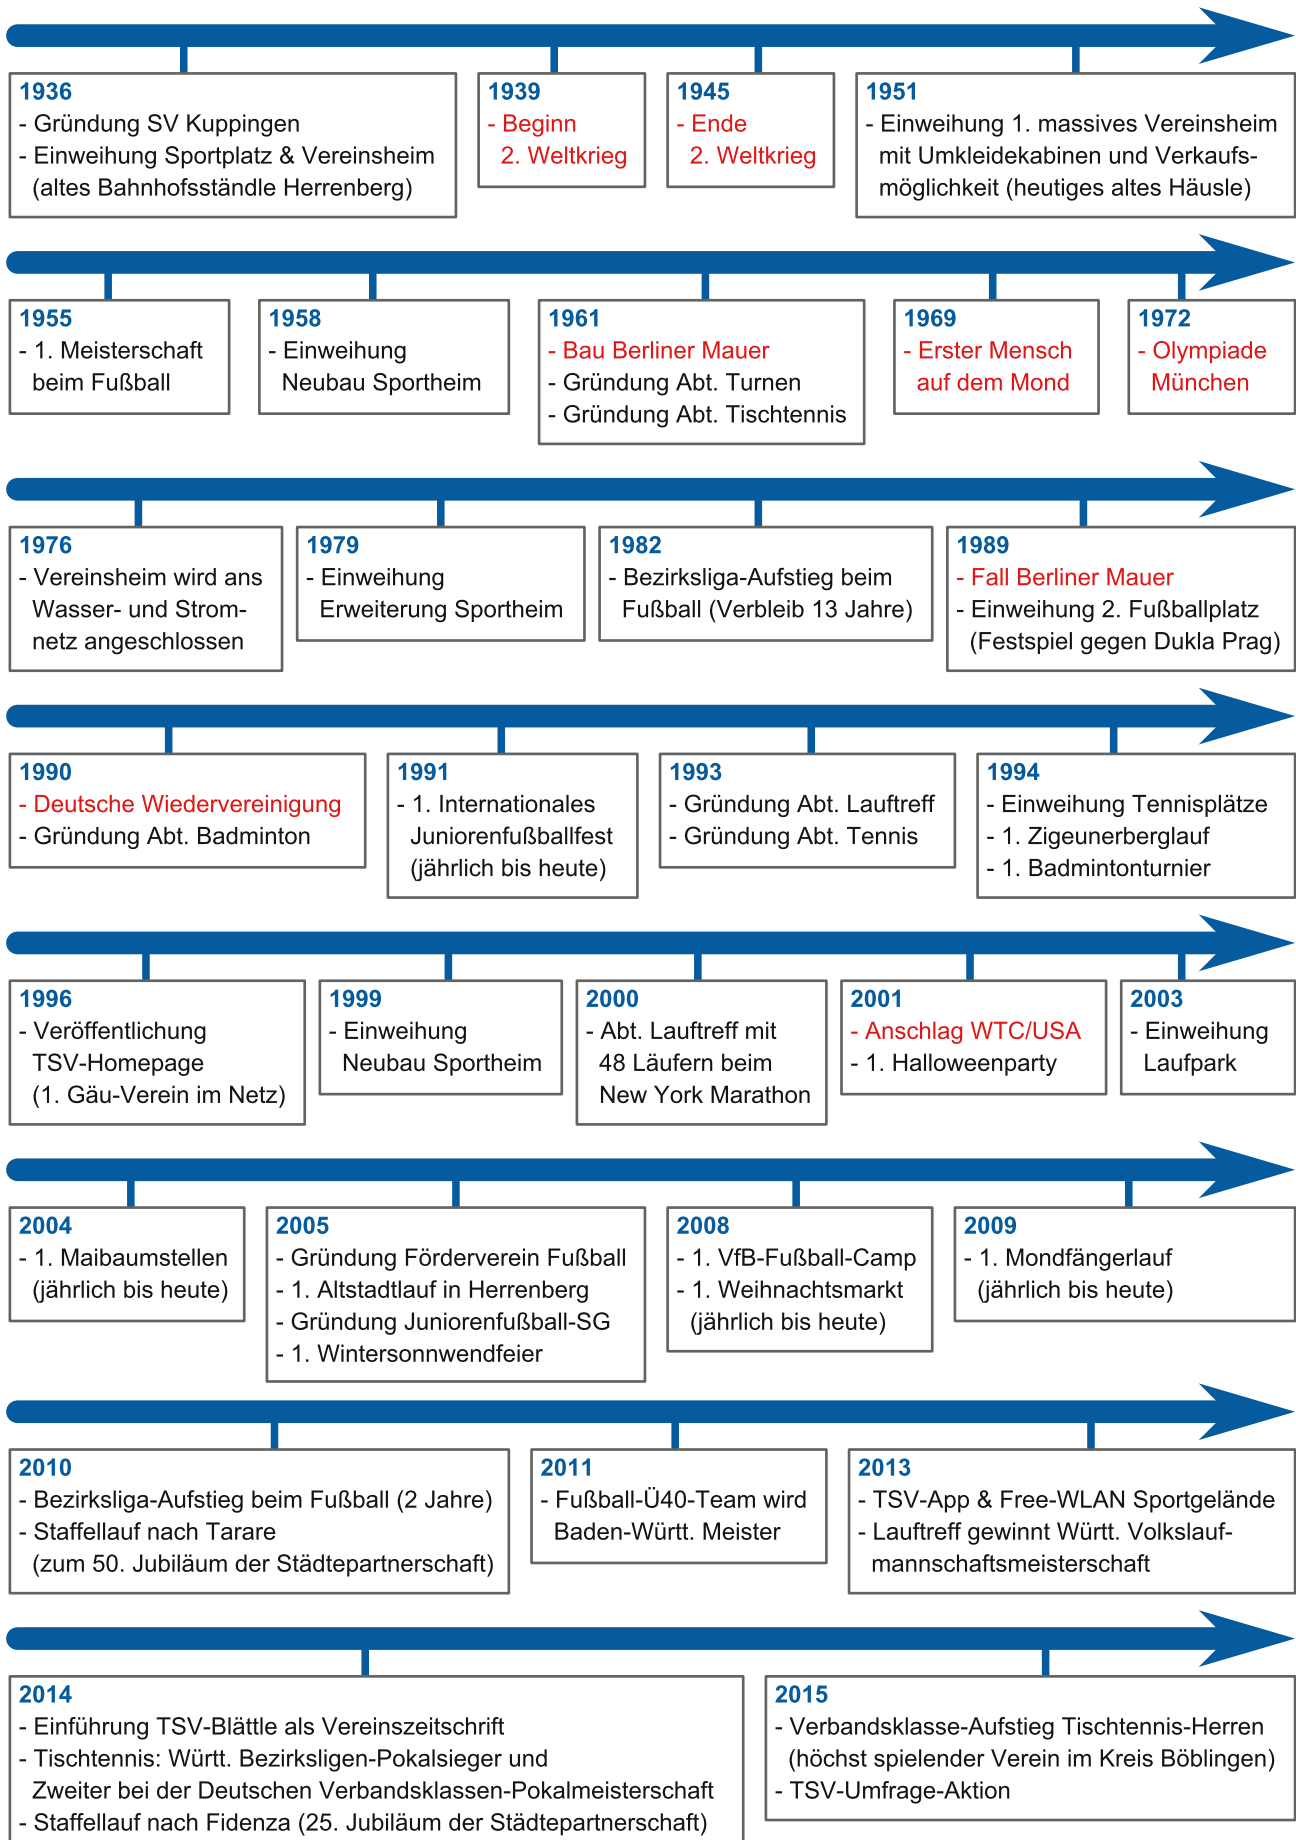 1936
- Gründung SV Kuppingen
- Einweihung Sportplatz & Vereinsheim
(altes Bahnhofsständle Herrenberg)
1939
- Beginn
2. Weltkrieg
1945
- Ende
2. Weltkrieg
1951
- Einweihung 1. massives Vereinsheim
mit Umkleidekabinen und Verkaufs-
möglichkeit (heutiges altes Häusle)
1955
- 1. Meisterschaft
beim Fußball
1958
- Einweihung
Neubau Sportheim
1961
- Bau Berliner Mauer
- Gründung Abt. Turnen
- Gründung Abt. Tischtennis
1969
- Erster Mensch
auf dem Mond
1972
- Olympiade
München
1976
- Vereinsheim wird ans
Wasser- und Strom-
netz angeschlossen
1979
- Einweihung
Erweiterung Sportheim
1982
- Bezirksliga-Aufstieg beim
Fußball (Verbleib 13 Jahre)
1989
- Fall Berliner Mauer
- Einweihung 2. Fußballplatz
(Festspiel gegen Dukla Prag)
1990
- Deutsche Wiedervereinigung
- Gründung Abt. Badminton
1991
- 1. Internationales
Juniorenfußballfest
(jährlich bis heute)
1993
- Gründung Abt. Lauftreff
- Gründung Abt. Tennis
1994
- Einweihung Tennisplätze
- 1. Zigeunerberglauf
- 1. Badmintonturnier
1996
- Veröffentlichung
TSV-Homepage
(1. Gäu-Verein im Netz)
1999
- Einweihung
Neubau Sportheim
2000
- Abt. Lauftreff mit
48 Läufern beim
New York Marathon
2001
- Anschlag WTC/USA
- 1. Halloweenparty
2003
- Einweihung
Laufpark
2004
- 1. Maibaumstellen
(jährlich bis heute)
2005
- Gründung Förderverein Fußball
- 1. Altstadtlauf in Herrenberg
- Gründung Juniorenfußball-SG
- 1. Wintersonnwendfeier
2008
- 1. VfB-Fußball-Camp
- 1. Weihnachtsmarkt
(jährlich bis heute)
2009
- 1. Mondfängerlauf
(jährlich bis heute)
2010
- Bezirksliga-Aufstieg beim Fußball (2 Jahre)
- Staffellauf nach Tarare
(zum 50. Jubiläum der Städtepartnerschaft)
2011
- Fußball-Ü40-Team wird
Baden-Württ. Meister
2013
- TSV-App & Free-WLAN Sportgelände
- Lauftreff gewinnt Württ. Volkslauf-
mannschaftsmeisterschaft
2014
- Einführung TSV-Blättle als Vereinszeitschrift
- Tischtennis: Württ. Bezirksligen-Pokalsieger und
Zweiter bei der Deutschen Verbandsklassen-Pokalmeisterschaft
- Staffellauf nach Fidenza (25. Jubiläum der Städtepartnerschaft)
2015
- Verbandsklasse-Aufstieg Tischtennis-Herren
(höchst spielender Verein im Kreis Böblingen)
- TSV-Umfrage-Aktion